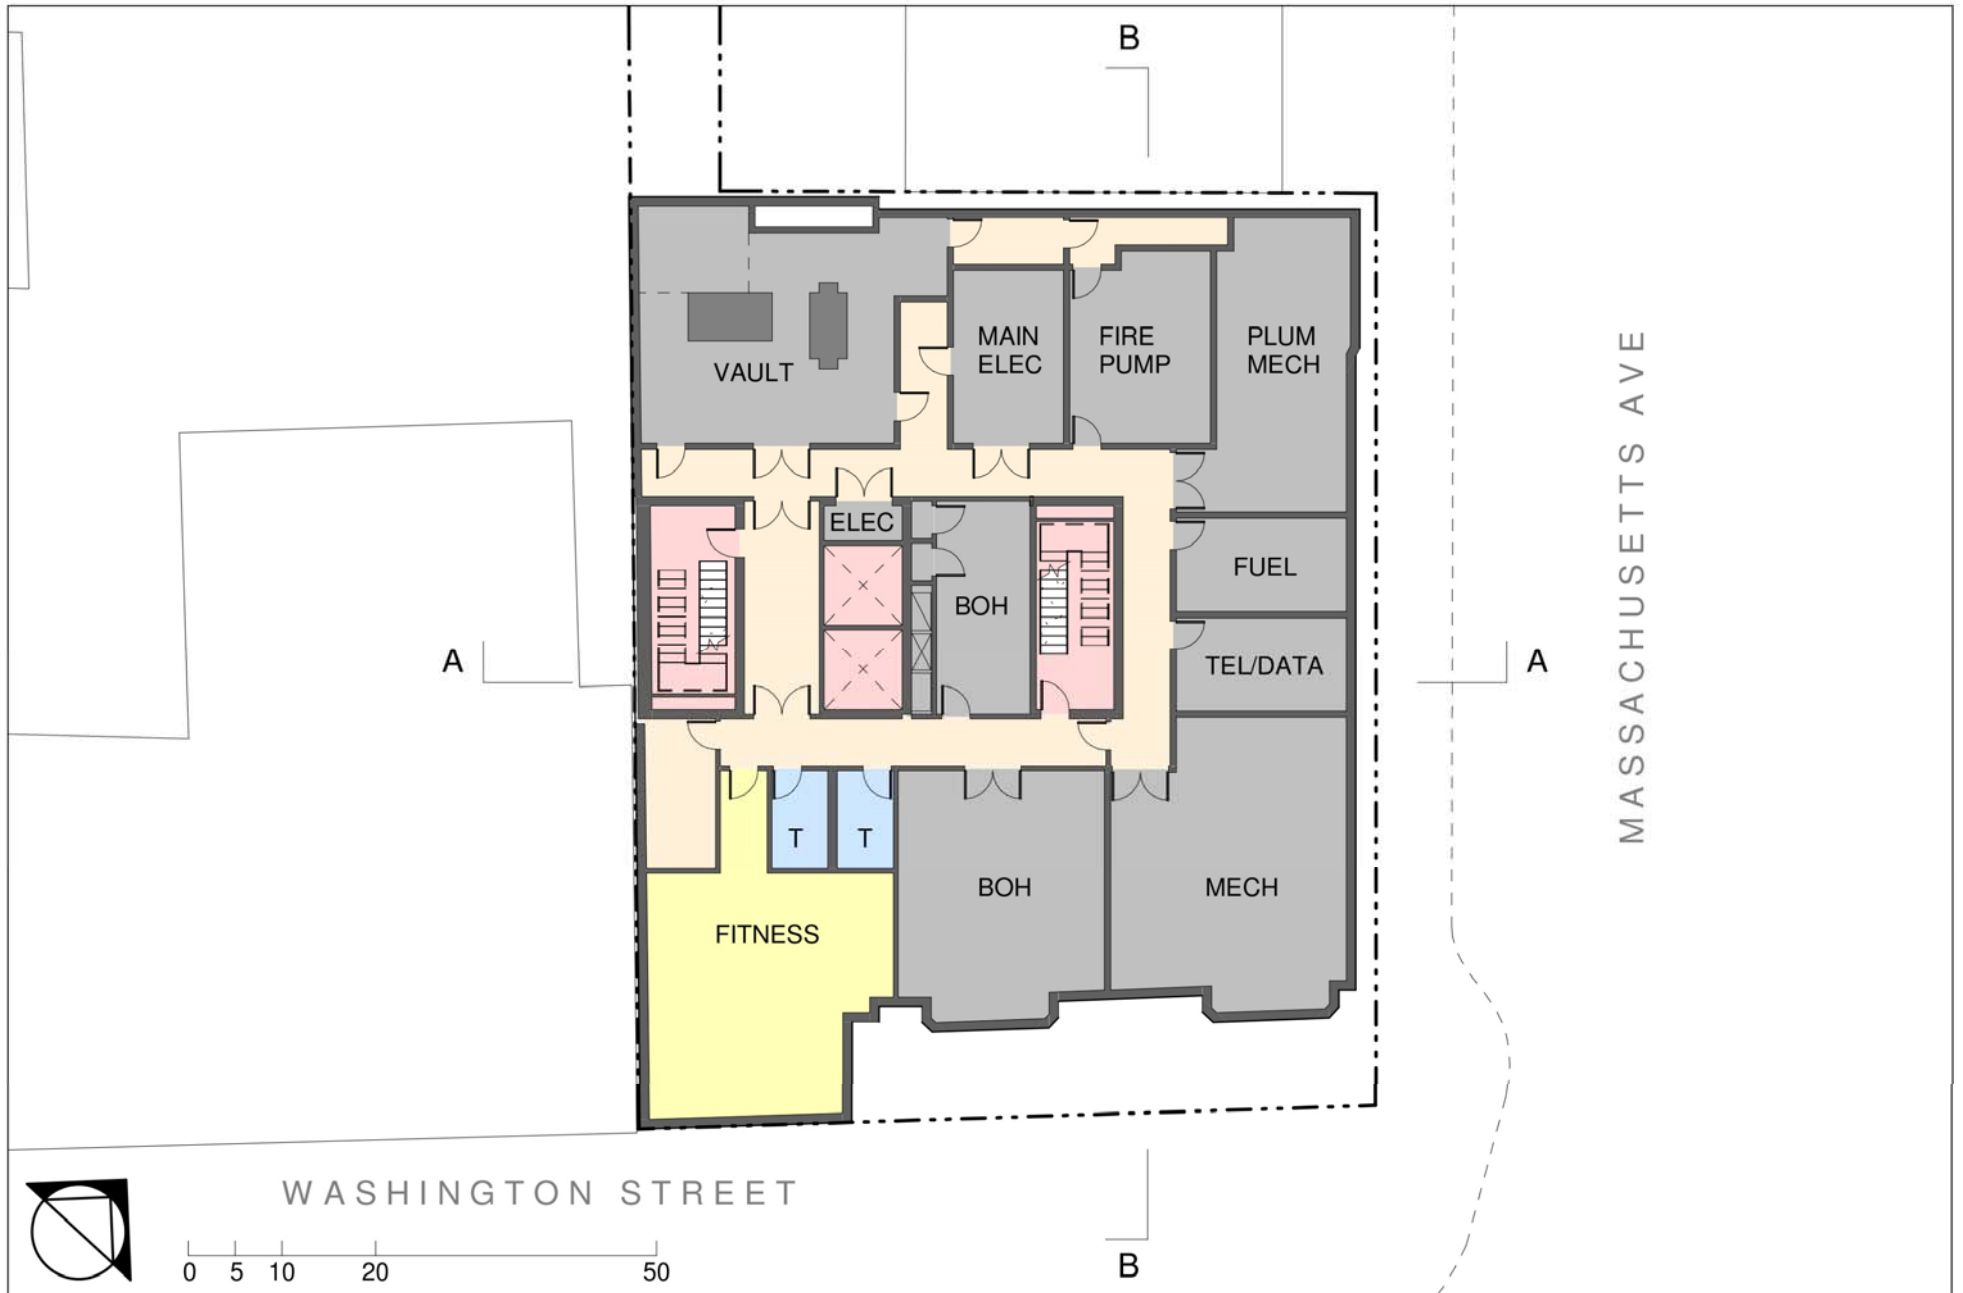 B
MAIN
ELEC
FIRE
PUMP
PLUM
MECH
VAULT
ELEC
FUEL
BOH
A
TEL/DATA
A
MASSACHUSETTS AVE
T
T
BOH
MECH
FITNESS
WASHINGTON STREET
0 5 10 20 50
B